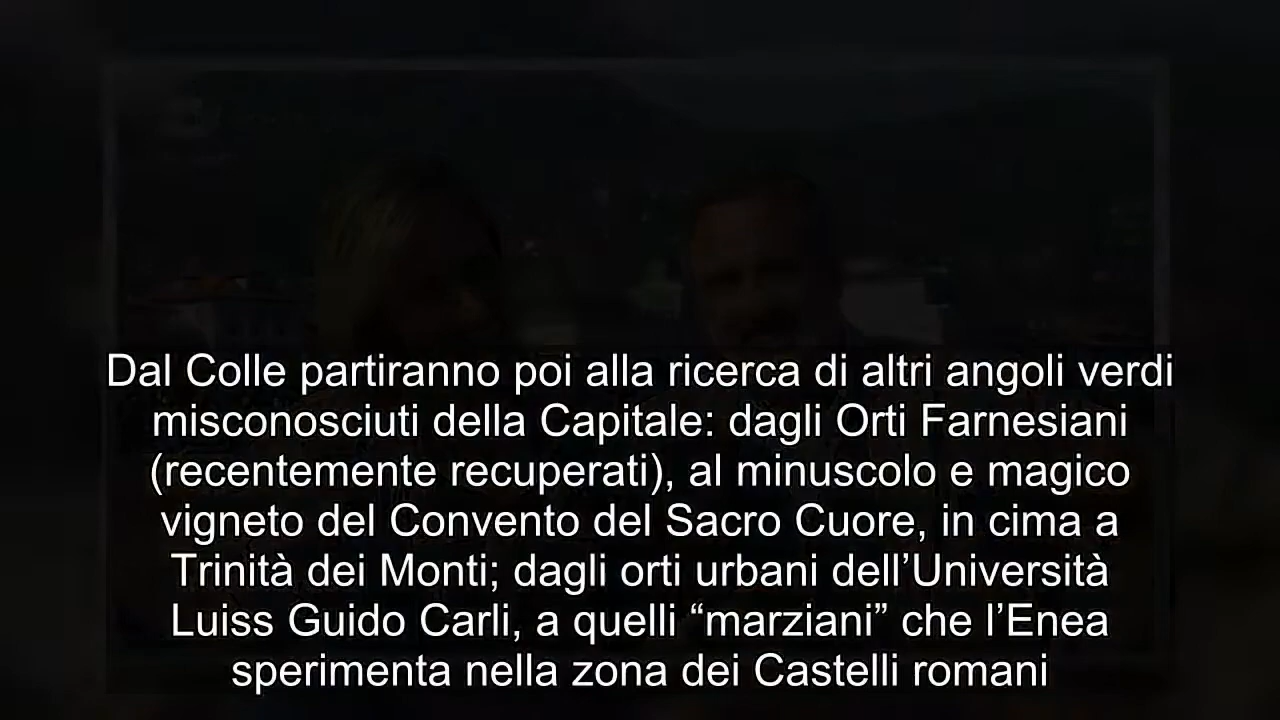 Dal Colle partiranno poi alla ricerca di altri angoli verdi
misconosciuti della Capitale: dagli Orti Farnesiani
(recentemente recuperati), al minuscolo e magico
vigneto del Convento del Sacro Cuore, in cima a
Trinità dei Monti; dagli orti urbani dell’Università
Luiss Guido Carli, a quelli “marziani” che l’Enea
sperimenta nella zona dei Castelli romani